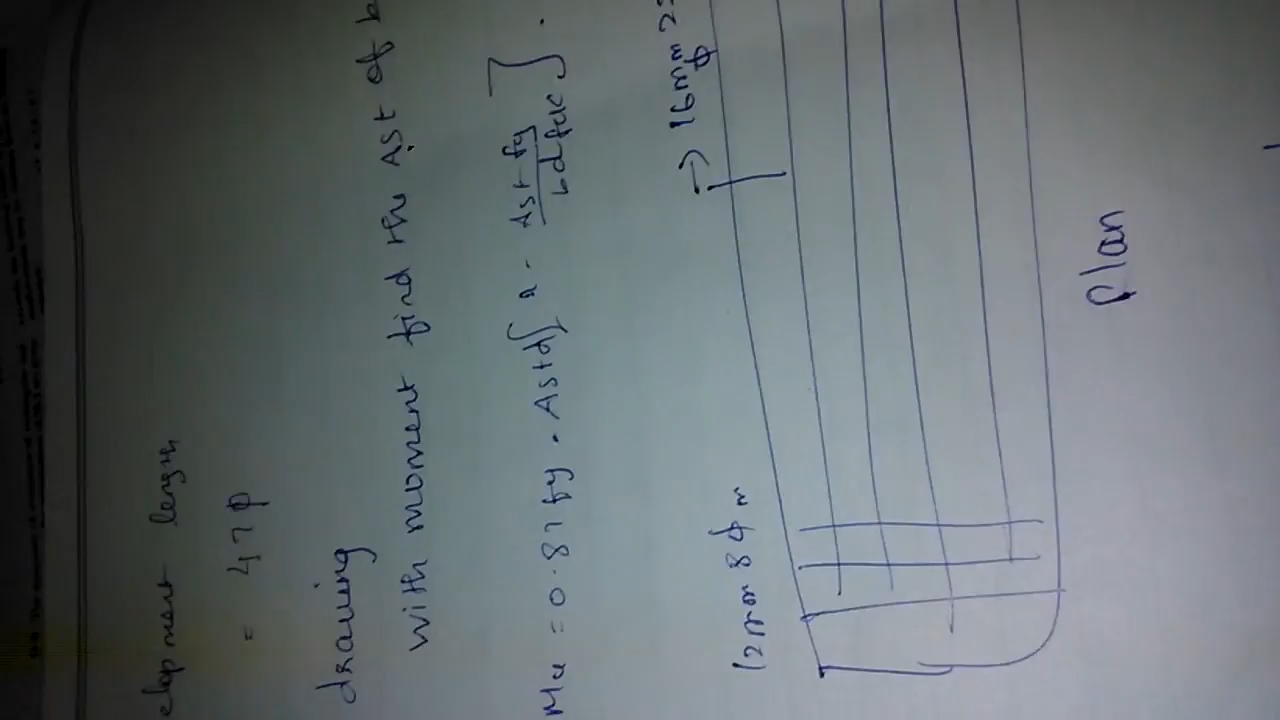 elopment length
= 47 φ
drawing
with moment find the Ast of
Mu = 0.87 fy . Ast d [ 1 - Ast fy / bd fck ] .
→ 16mm φ
12mm 8 φ
Plan